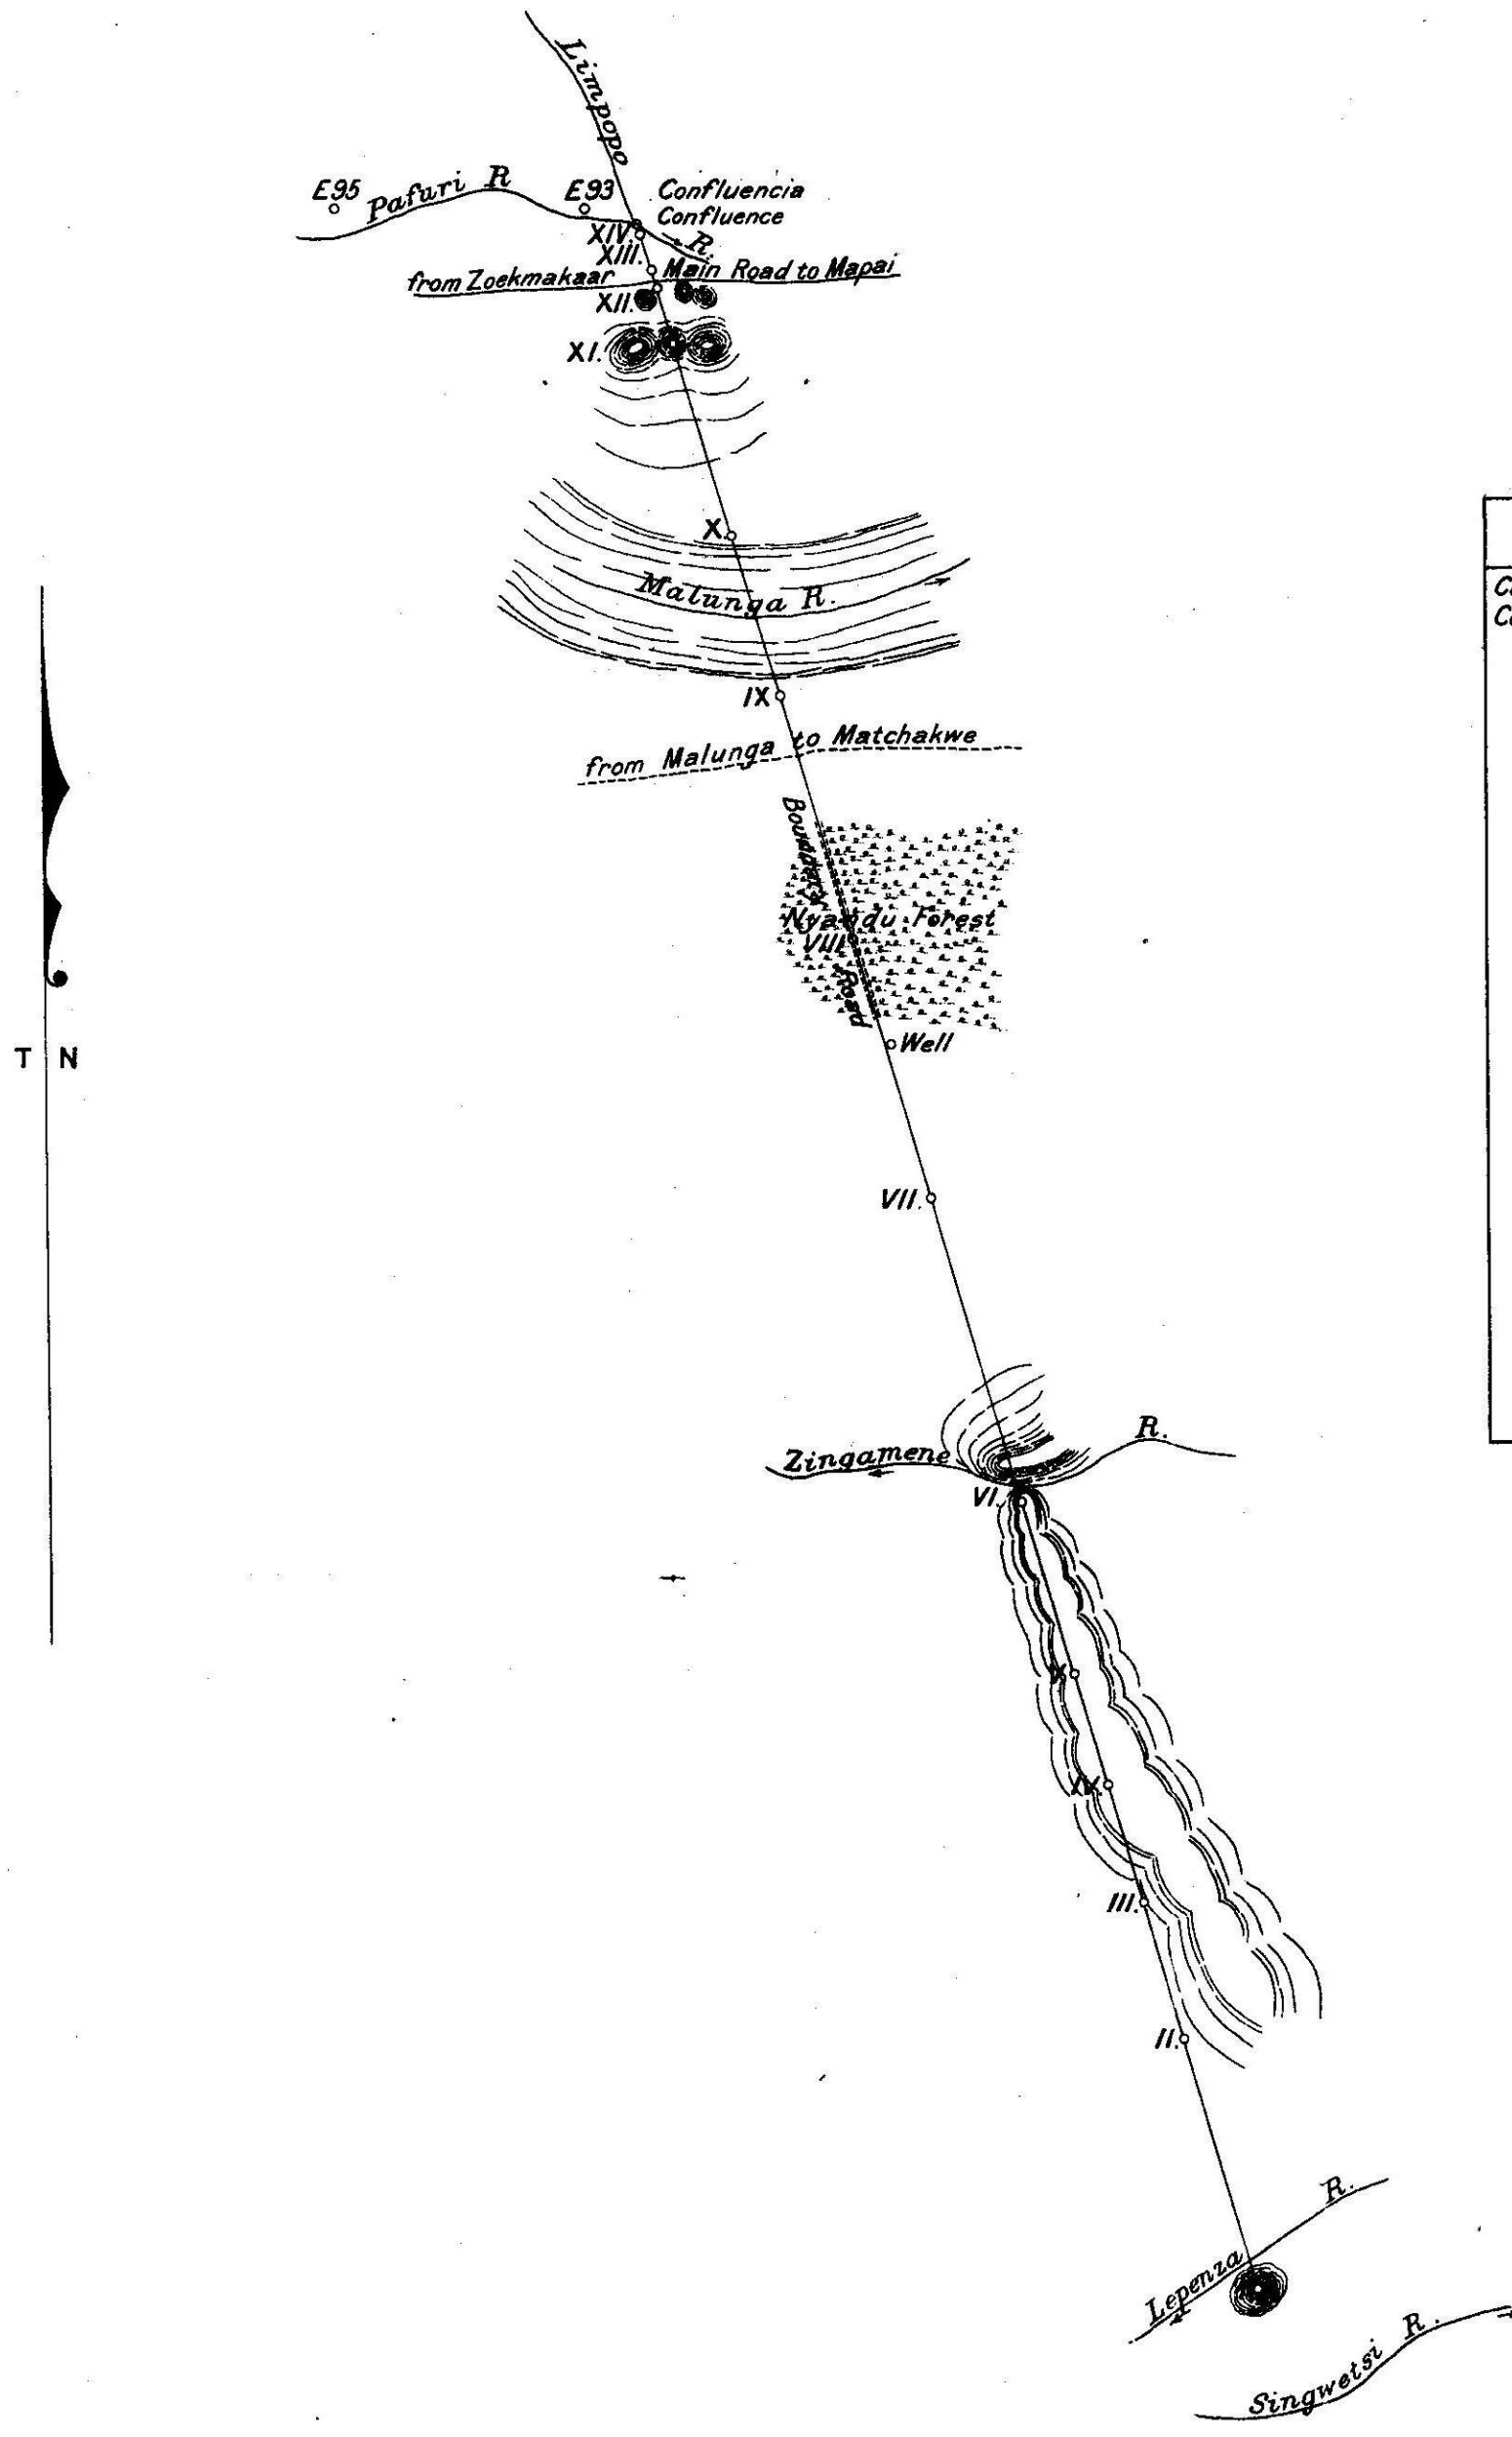 Limpopo
E95
Pafuri R
E93
Confluencia
Confluence
XIV.
R.
XIII.
from Zoekmakaar
Main Road to Mapai
XII.
XI.
X.
Malunga R.
IX
from Malunga to Matchakwe
Boundary Road
Nyandu Forest
VIII.
Well
T N
VII.
Zingamene R.
VI.
V.
IV.
III.
II.
Lepenza R.
Singwetsi R.